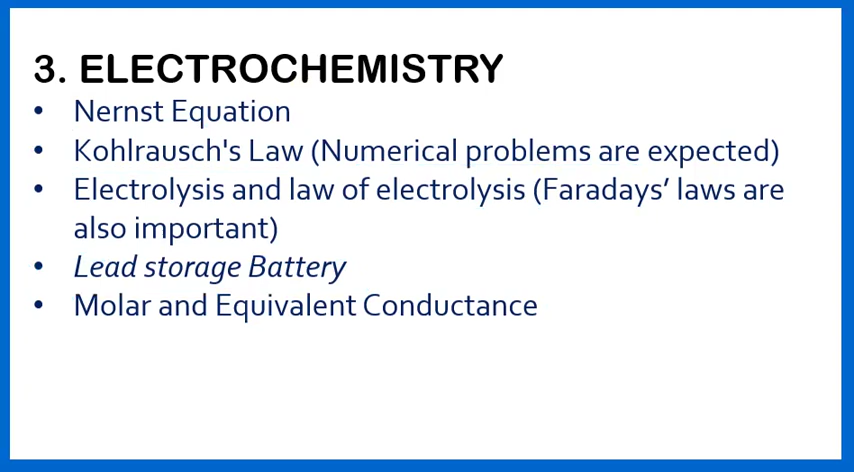 3. ELECTROCHEMISTRY
• Nernst Equation
• Kohlrausch's Law (Numerical problems are expected)
• Electrolysis and law of electrolysis (Faradays’ laws are
also important)
• Lead storage Battery
• Molar and Equivalent Conductance